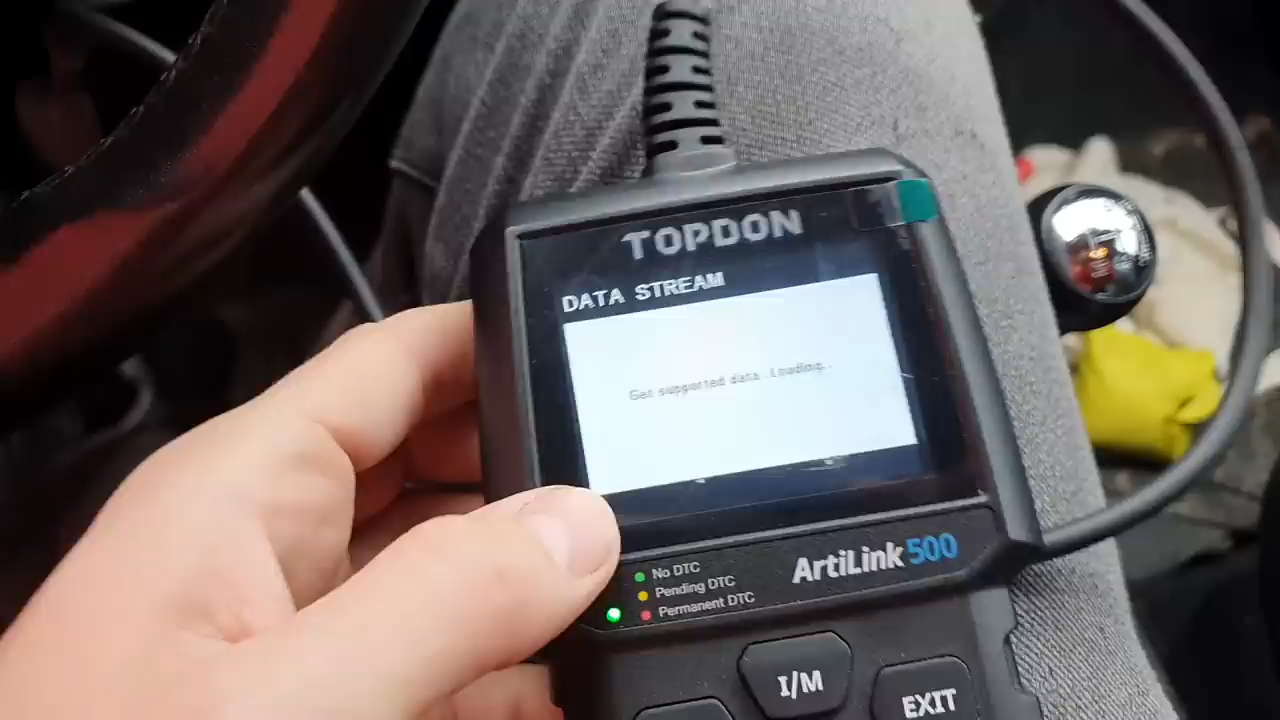 TOPDON
DATA STREAM
Get supported data. Loading..
ArtiLink 500
No DTC
Pending DTC
Permanent DTC
I/M
EXIT